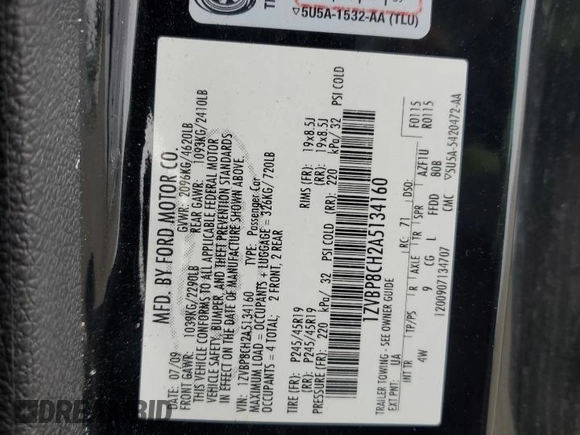 5U5A-1532-AA (TLU)
MFD. BY FORD MOTOR CO.
DATE: 07/09 GVWR: 2096KG/4620LB
FRONT GAWR: 1039KG/2290LB REAR GAWR: 1093KG/2410LB
THIS VEHICLE CONFORMS TO ALL APPLICABLE FEDERAL MOTOR
VEHICLE SAFETY, BUMPER, AND THEFT PREVENTION STANDARDS
IN EFFECT ON THE DATE OF MANUFACTURE SHOWN ABOVE.
VIN: 1ZVBP8CH2A5134160 TYPE: Passenger Car
MAXIMUM LOAD = OCCUPANTS + LUGGAGE = 326KG/720LB
OCCUPANTS = 4 TOTAL: 2 FRONT, 2 REAR
TIRE (FR): P245/45R19 RIMS (FR): 19x8.5J
TIRE (RR): P245/45R19 (RR): 19x8.5J
PRESSURE (FR): 220 kPa/ 32 PSI COLD (RR): 220 kPa/ 32 PSI COLD
1ZVBP8CH2A5134160
TRAILER TOWING - SEE OWNER GUIDE
EXT PNT: UA RC: 71 DSO: F0115
R0115
INT TR TP/PS R AXLE TR SPR AZF1U
4W 9 CG L FFDD BOB
1200907134707 CMC 5U5A-5420472-AA
DREAMBID